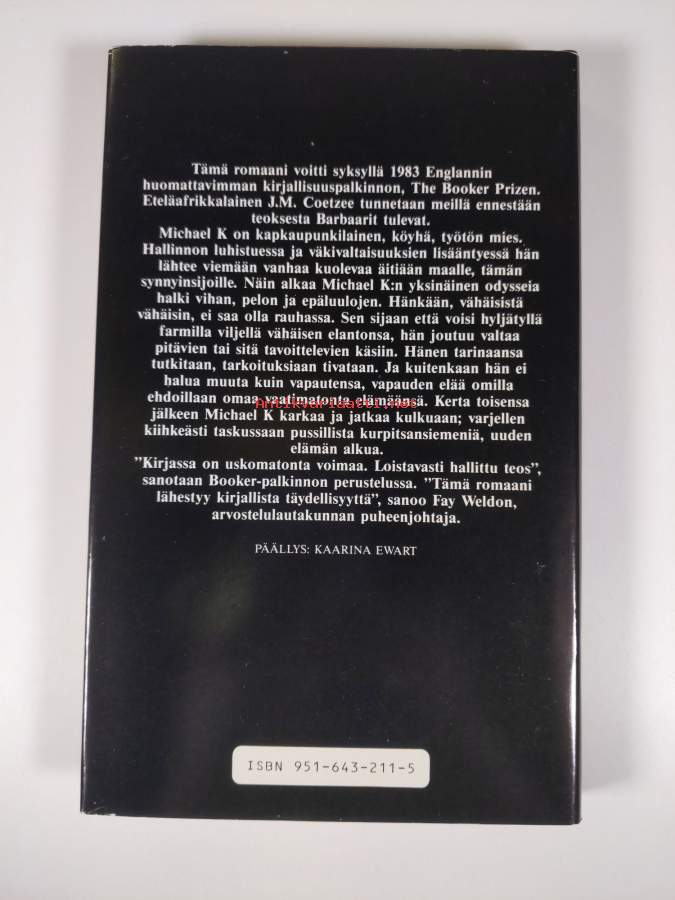 Tämä romaani voitti syksyllä 1983 Englannin
huomattavimman kirjallisuuspalkinnon, The Booker Prizen.
Eteläafrikkalainen J.M. Coetzee tunnetaan meillä ennestään
teoksesta Barbaarit tulevat.
Michael K on kapkaupunkilainen, köyhä, työtön mies.
Hallinnon luhistuessa ja väkivaltaisuuksien lisääntyessä hän
lähtee viemään vanhaa kuolevaa äitiään maalle, tämän
synnyinsijoille. Näin alkaa Michael K:n yksinäinen odysseia
halki vihan, pelon ja epäluulojen. Hänkään, vähäisistä
vähäisin, ei saa olla rauhassa. Sen sijaan että voisi hyljätyllä
farmilla viljellä vähäisen elantonsa, hän joutuu valtaa
pitävien tai sitä tavoittelevien käsiin. Hänen tarinaansa
tutkitaan, tarkoituksiaan tivataan. Ja kuitenkaan hän ei
halua muuta kuin vapautensa, vapauden elää omilla
ehdoillaan omaa vaatimatonta elämäänsä. Kerta toisensa
Antikvariaatti.net
jälkeen Michael K karkaa ja jatkaa kulkuaan; varjellen
kiihkeästi taskussaan pussillista kurpitsansiemeniä, uuden
elämän alkua.
"Kirjassa on uskomatonta voimaa. Loistavasti hallittu teos",
sanotaan Booker-palkinnon perustelussa. "Tämä romaani
lähestyy kirjallista täydellisyyttä", sanoo Fay Weldon,
arvostelulautakunnan puheenjohtaja.
PÄÄLLYS: KAARINA EWART
ISBN 951-643-211-5